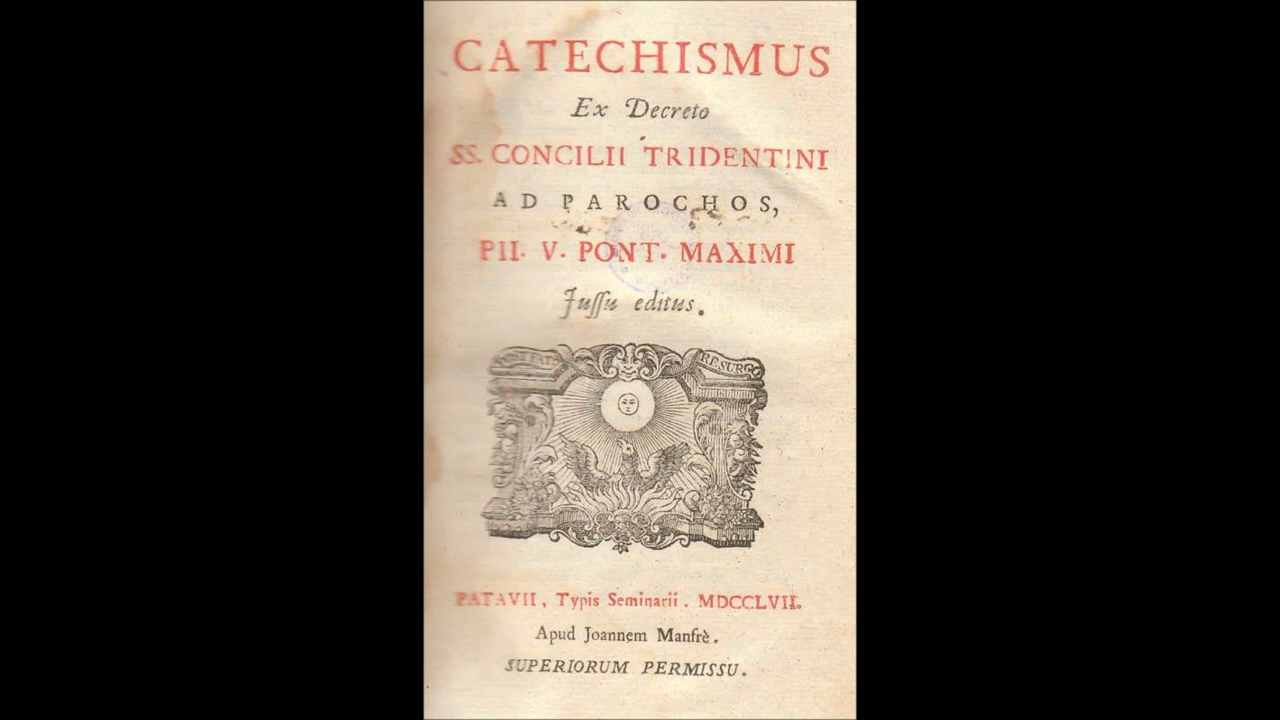 CATECHISMUS
Ex Decreto
SS. CONCILII TRIDENTINI
AD PAROCHOS,
PII. V. PONT. MAXIMI
Jussu editus.
RESURGO
PATAVII, Typis Seminarii. MDCCLVII.
Apud Joannem Manfrè.
SUPERIORUM PERMISSU.